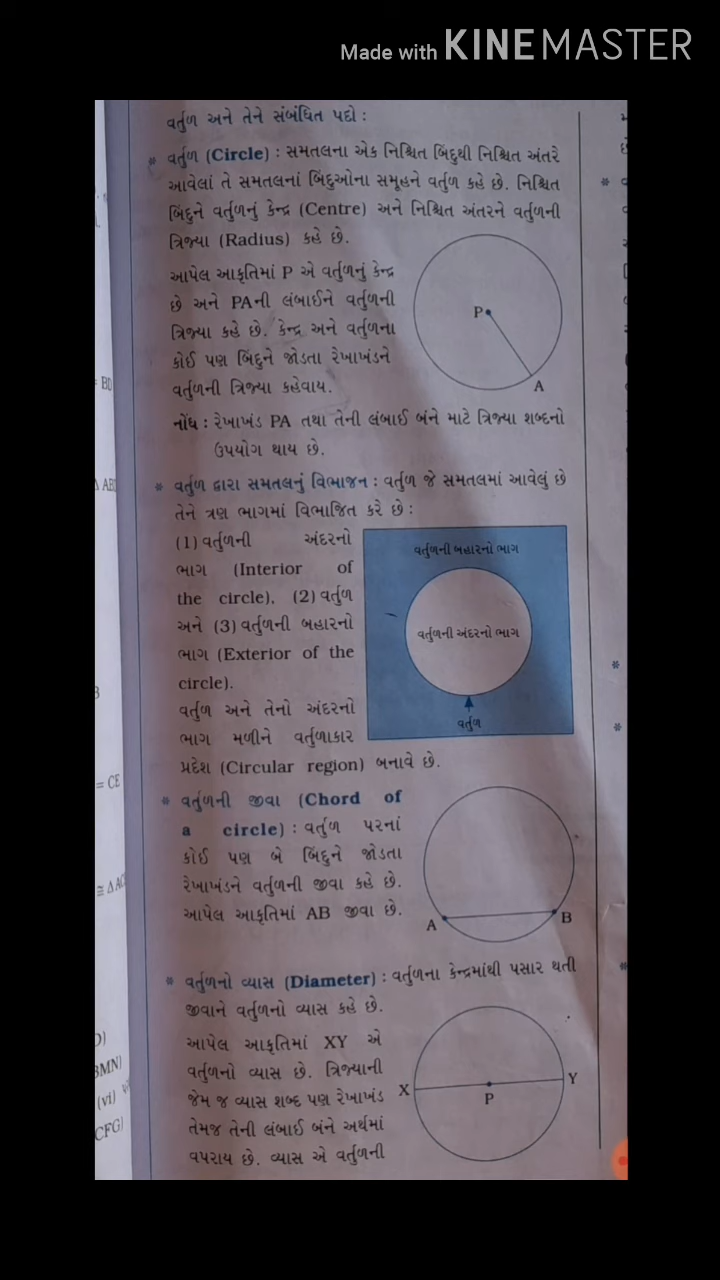 Made with KINEMASTER
વર્તુળ અને તેને સંબંધિત પદો :
* વર્તુળ (Circle) : સમતલના એક નિશ્ચિત બિંદુથી નિશ્ચિત અંતરે
આવેલાં તે સમતલનાં બિંદુઓના સમૂહને વર્તુળ કહે છે. નિશ્ચિત
બિંદુને વર્તુળનું કેન્દ્ર (Centre) અને નિશ્ચિત અંતરને વર્તુળની
ત્રિજ્યા (Radius) કહે છે.
આપેલ આકૃતિમાં P એ વર્તુળનું કેન્દ્ર
છે અને PAની લંબાઈને વર્તુળની
ત્રિજ્યા કહે છે. કેન્દ્ર અને વર્તુળના
કોઈ પણ બિંદુને જોડતા રેખાખંડને
વર્તુળની ત્રિજ્યા કહેવાય.
P
A
નોંધ : રેખાખંડ PA તથા તેની લંબાઈ બંને માટે ત્રિજ્યા શબ્દનો
ઉપયોગ થાય છે.
* વર્તુળ દ્વારા સમતલનું વિભાજન : વર્તુળ જે સમતલમાં આવેલું છે
તેને ત્રણ ભાગમાં વિભાજિત કરે છે :
(1) વર્તુળની અંદરનો
ભાગ (Interior of
the circle), (2) વર્તુળ
અને (3) વર્તુળની બહારનો
ભાગ (Exterior of the
circle).
વર્તુળ અને તેનો અંદરનો
ભાગ મળીને વર્તુળાકાર
પ્રદેશ (Circular region) બનાવે છે.
વર્તુળની બહારનો ભાગ
વર્તુળની અંદરનો ભાગ
વર્તુળ
* વર્તુળની જીવા (Chord of
a circle) : વર્તુળ પરનાં
કોઈ પણ બે બિંદુને જોડતા
રેખાખંડને વર્તુળની જીવા કહે છે.
આપેલ આકૃતિમાં AB જીવા છે.
A
B
* વર્તુળનો વ્યાસ (Diameter) : વર્તુળના કેન્દ્રમાંથી પસાર થતી
જીવાને વર્તુળનો વ્યાસ કહે છે.
આપેલ આકૃતિમાં XY એ
વર્તુળનો વ્યાસ છે. ત્રિજ્યાની
જેમ જ વ્યાસ શબ્દ પણ રેખાખંડ
તેમજ તેની લંબાઈ બંને અર્થમાં
વપરાય છે. વ્યાસ એ વર્તુળની
X
P
Y
= BD
= CE
BMN)
(vi)
CFG)